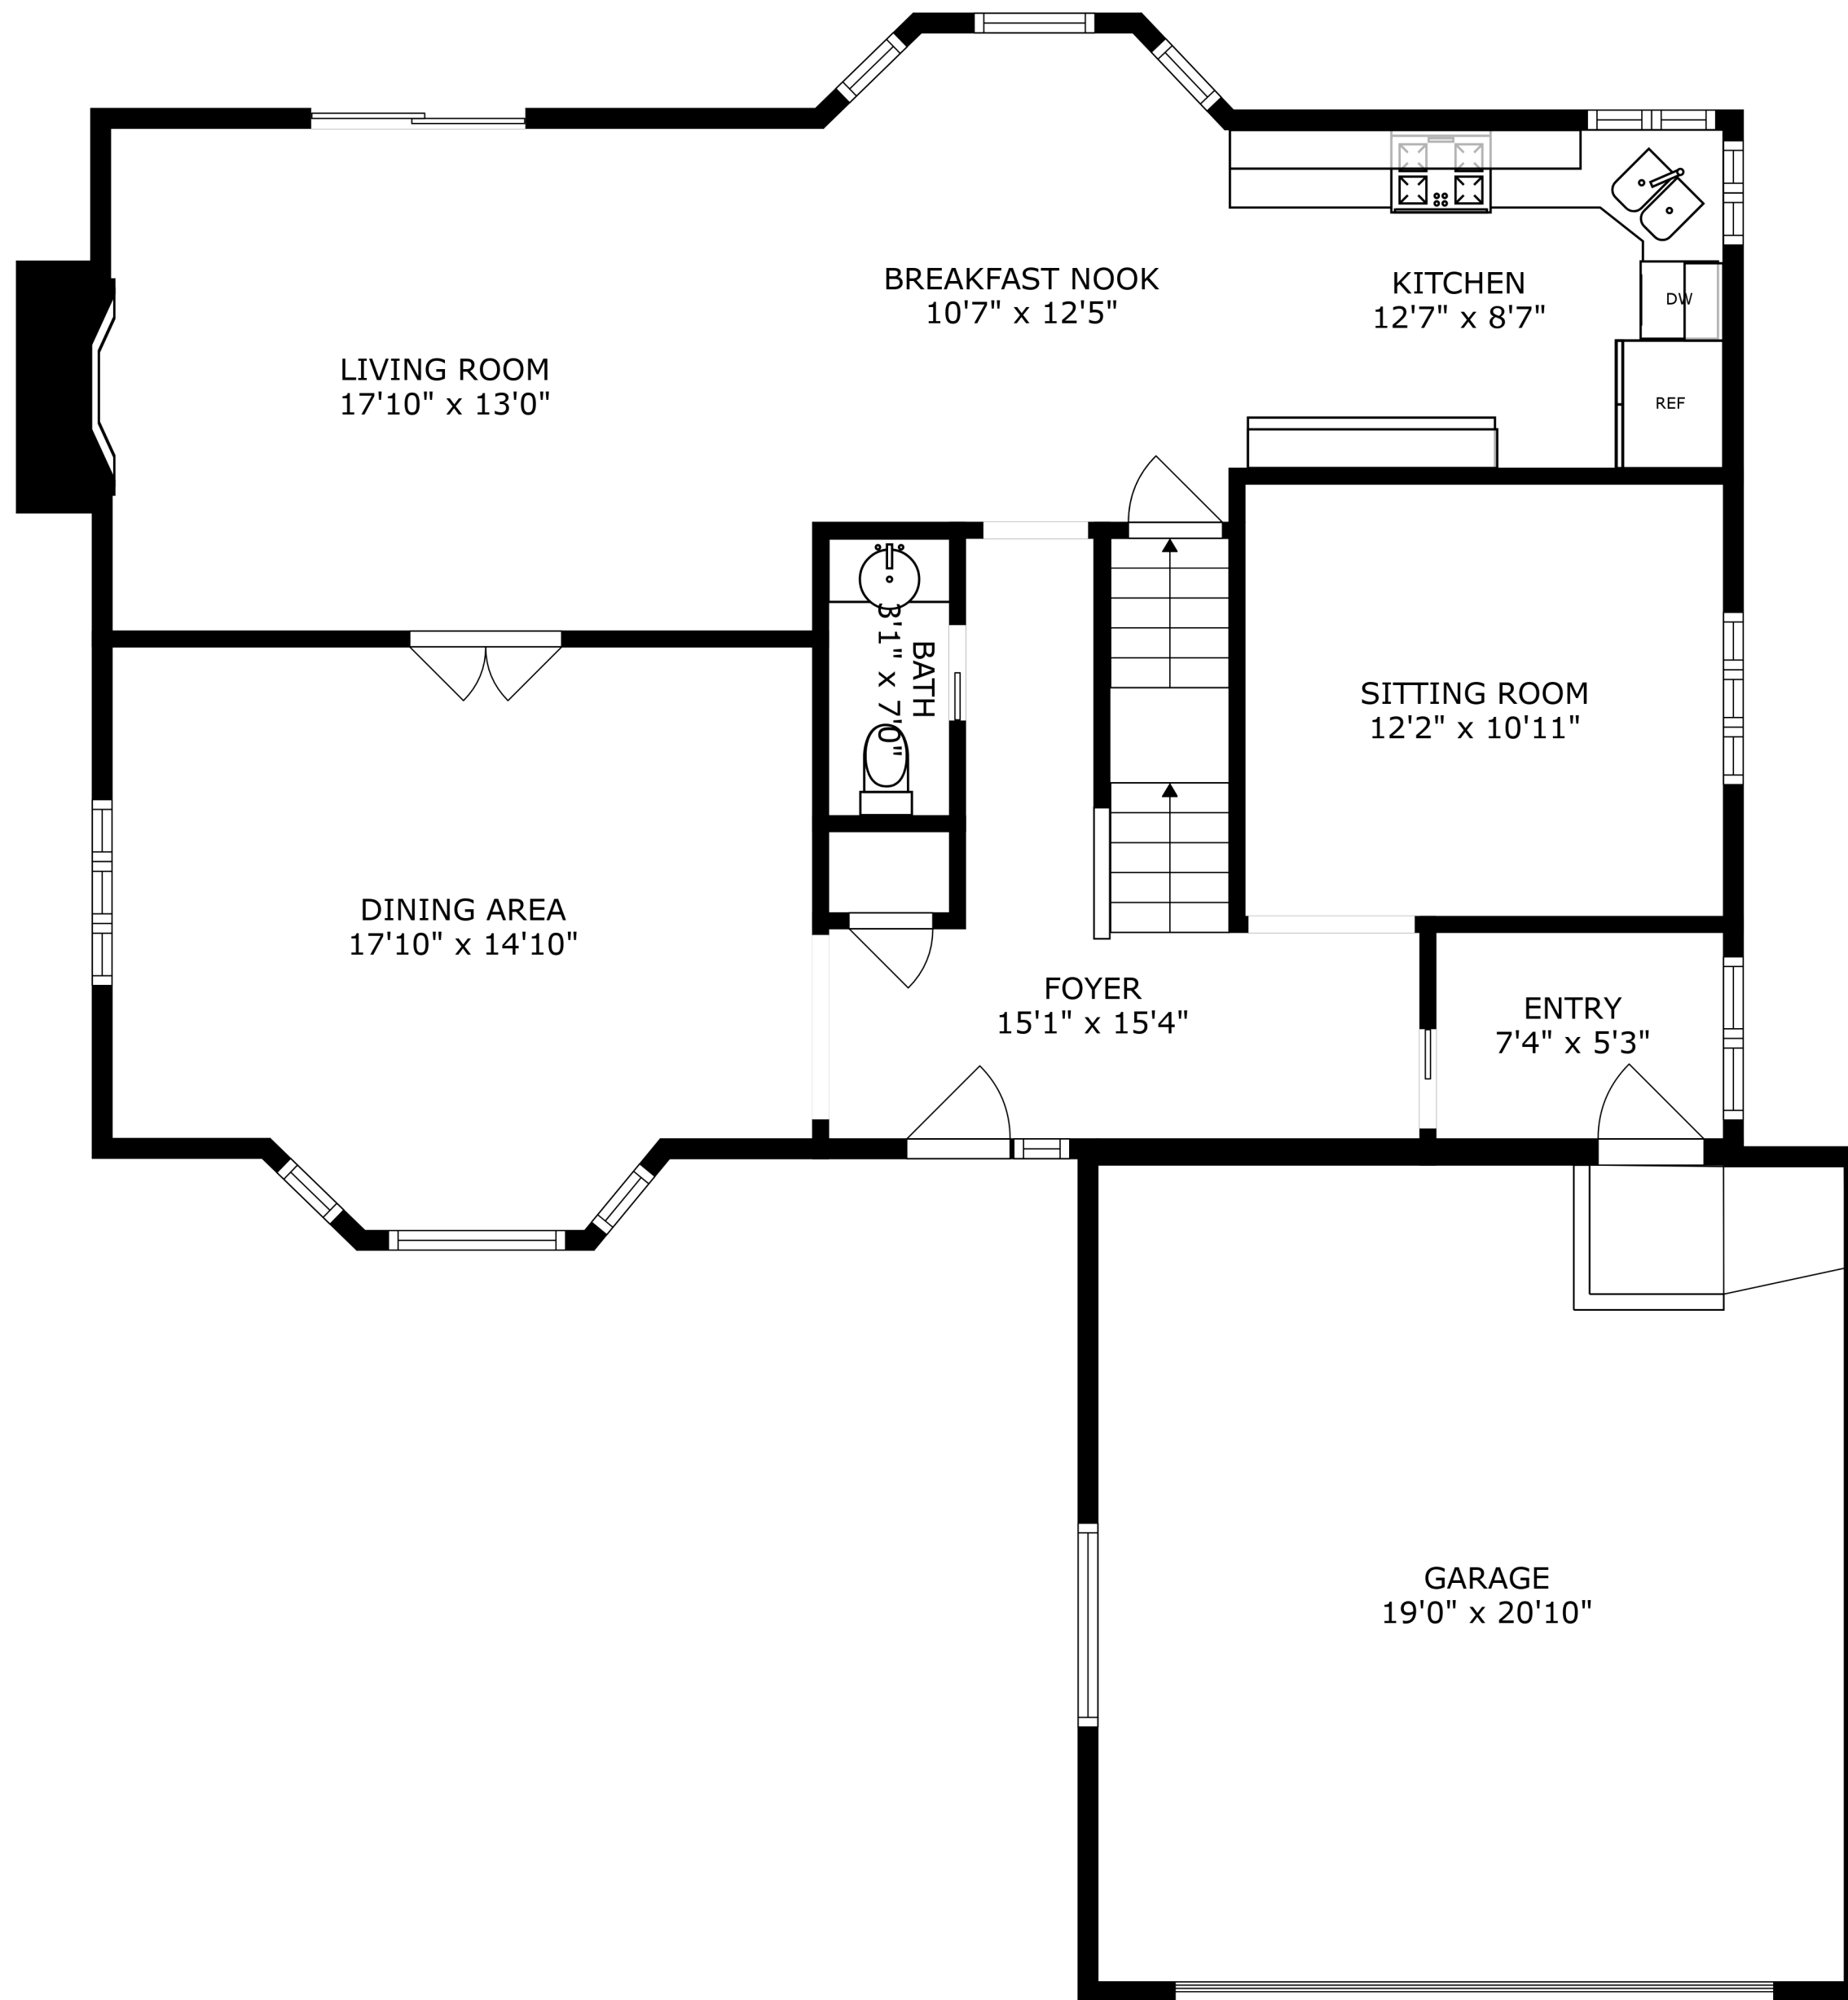 BREAKFAST NOOK
10'7" x 12'5"
KITCHEN
12'7" x 8'7"
DW
LIVING ROOM
17'10" x 13'0"
REF
BATH
3'1" x 7'0"
SITTING ROOM
12'2" x 10'11"
DINING AREA
17'10" x 14'10"
FOYER
15'1" x 15'4"
ENTRY
7'4" x 5'3"
GARAGE
19'0" x 20'10"